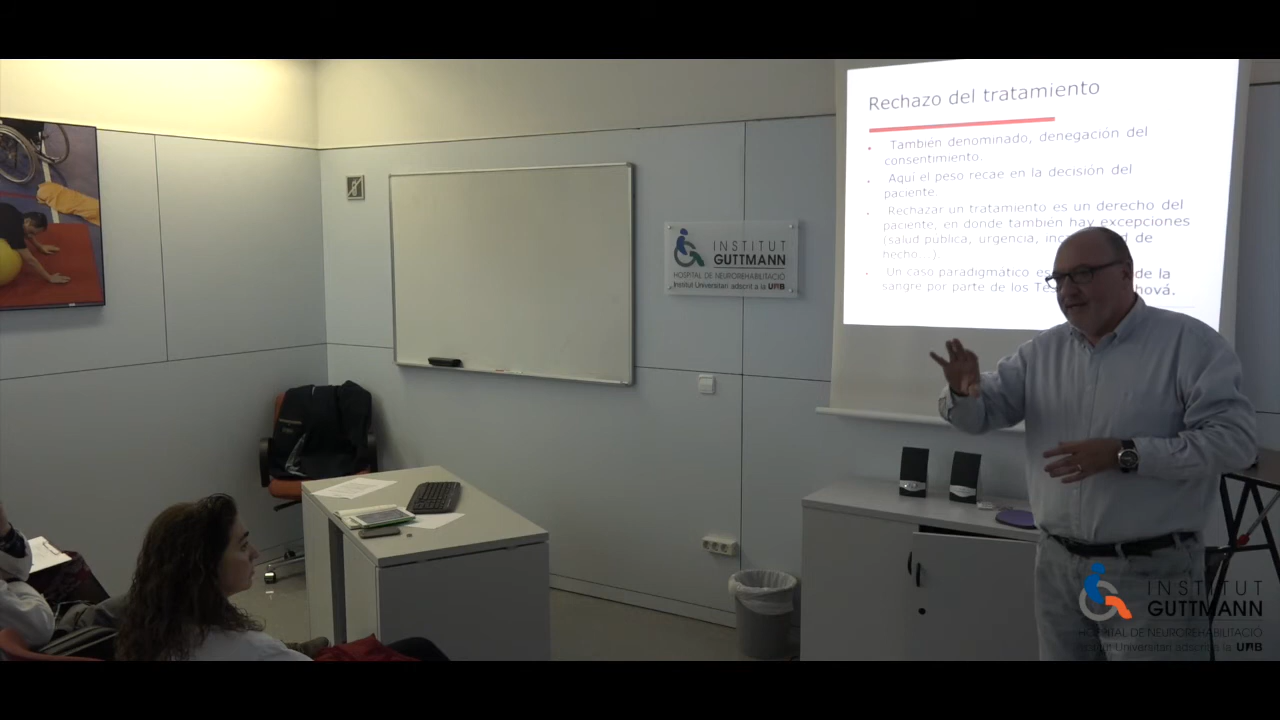 Rechazo del tratamiento
También denominado, denegación del
consentimiento.
Aquí el peso recae en la decisión del
paciente.
Rechazar un tratamiento es un derecho del
paciente, en donde también hay excepciones
(salud publica, urgencia, de
hecho...)
Un caso paradigmático es de la
sangre por parte de los
INSTITUT
GUTTMANN
HOSPITAL DE NEUROREHABILITACIÓ
Institut Universitari adscrit a la UAB
INSTITUT
GUTTMANN
HOSPITAL DE NEUROREHABILITACIÓ
Institut Universitari adscrit a la UAB